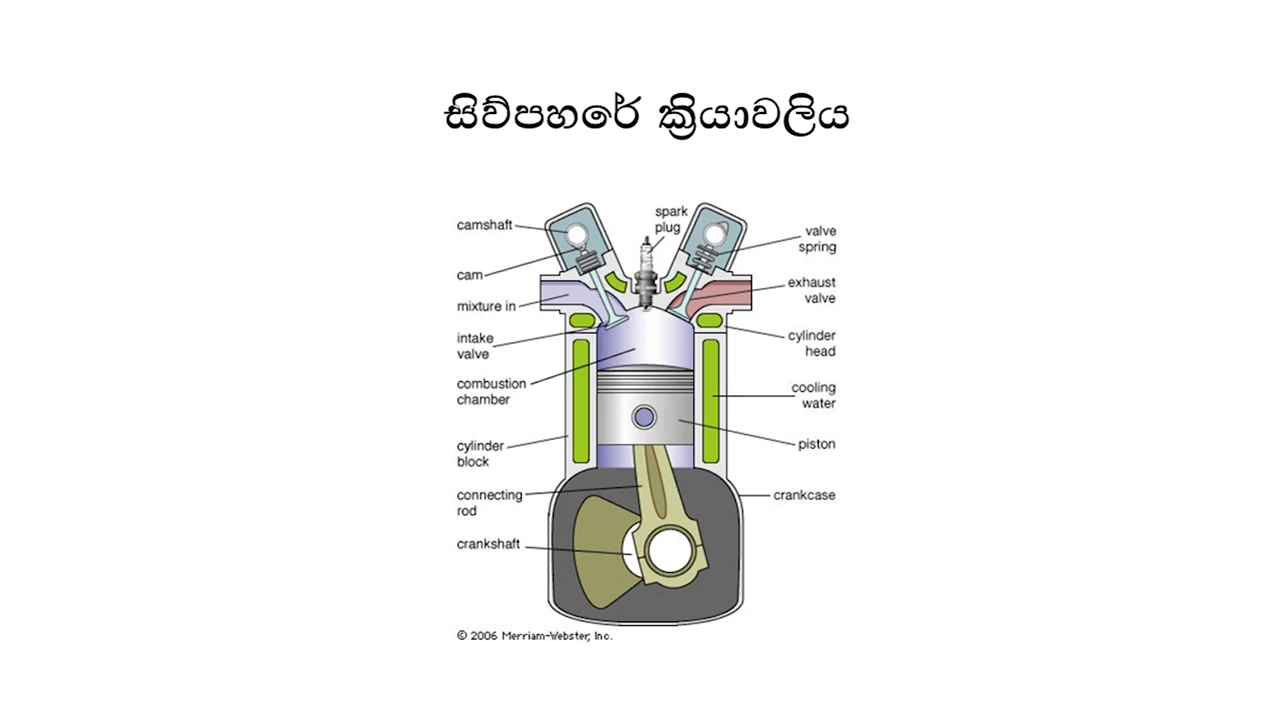 සිව්පහරේ ක්‍රියාවලිය
camshaft
cam
mixture in
intake
valve
combustion
chamber
cylinder
block
connecting
rod
crankshaft
spark
plug
valve
spring
exhaust
valve
cylinder
head
cooling
water
piston
crankcase
© 2006 Merriam-Webster, Inc.